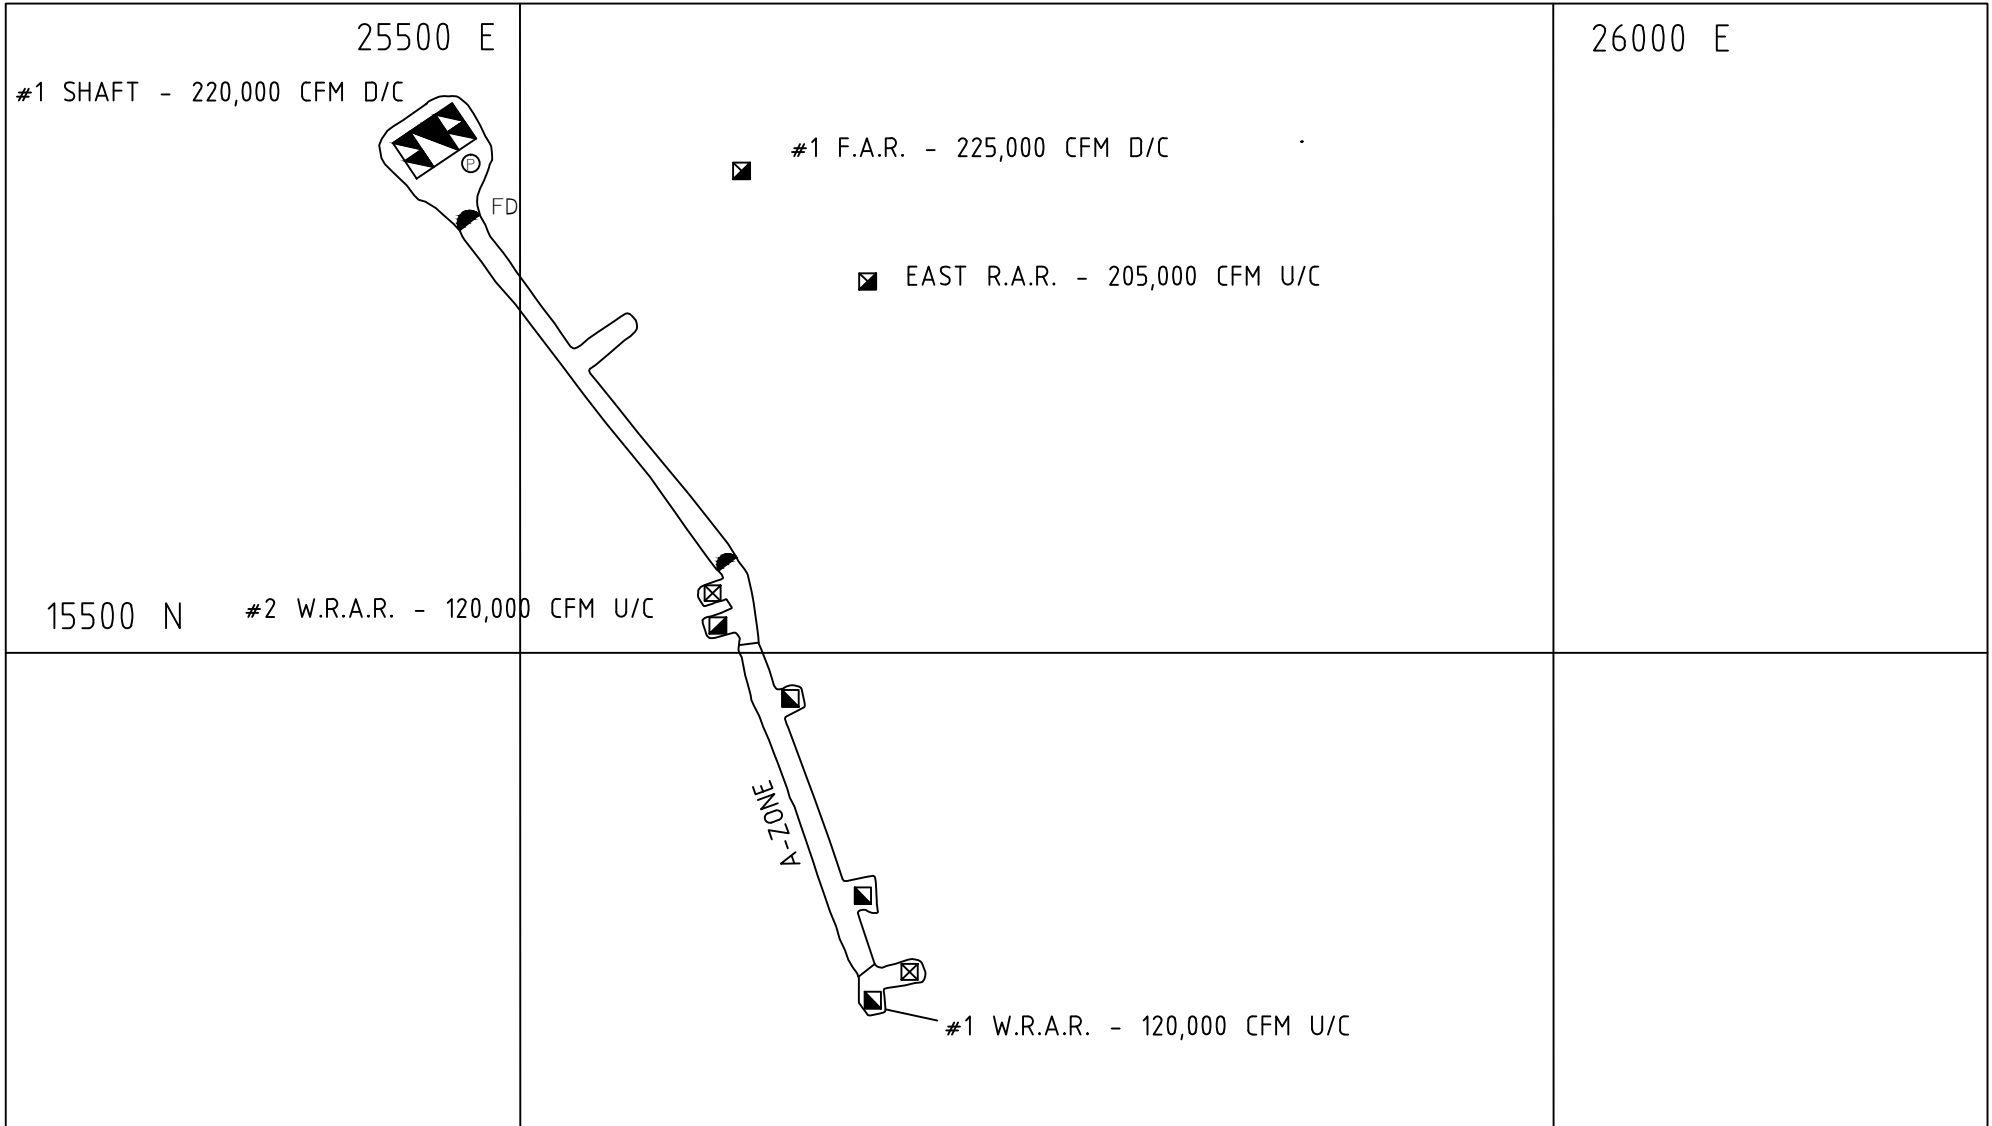 25500 E
26000 E
#1 SHAFT - 220,000 CFM D/C
#1 F.A.R. - 225,000 CFM D/C
P
FD
EAST R.A.R. - 205,000 CFM U/C
15500 N
#2 W.R.A.R. - 120,000 CFM U/C
A-ZONE
#1 W.R.A.R. - 120,000 CFM U/C